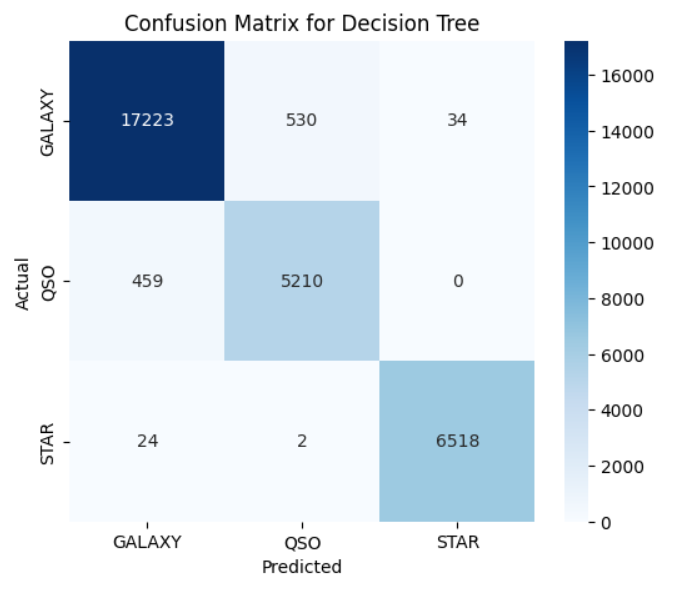 Confusion Matrix for Decision Tree
GALAXY
17223
530
34
QSO
459
5210
0
STAR
24
2
6518
GALAXY
QSO
STAR
Predicted
Actual
16000
14000
12000
10000
8000
6000
4000
2000
0